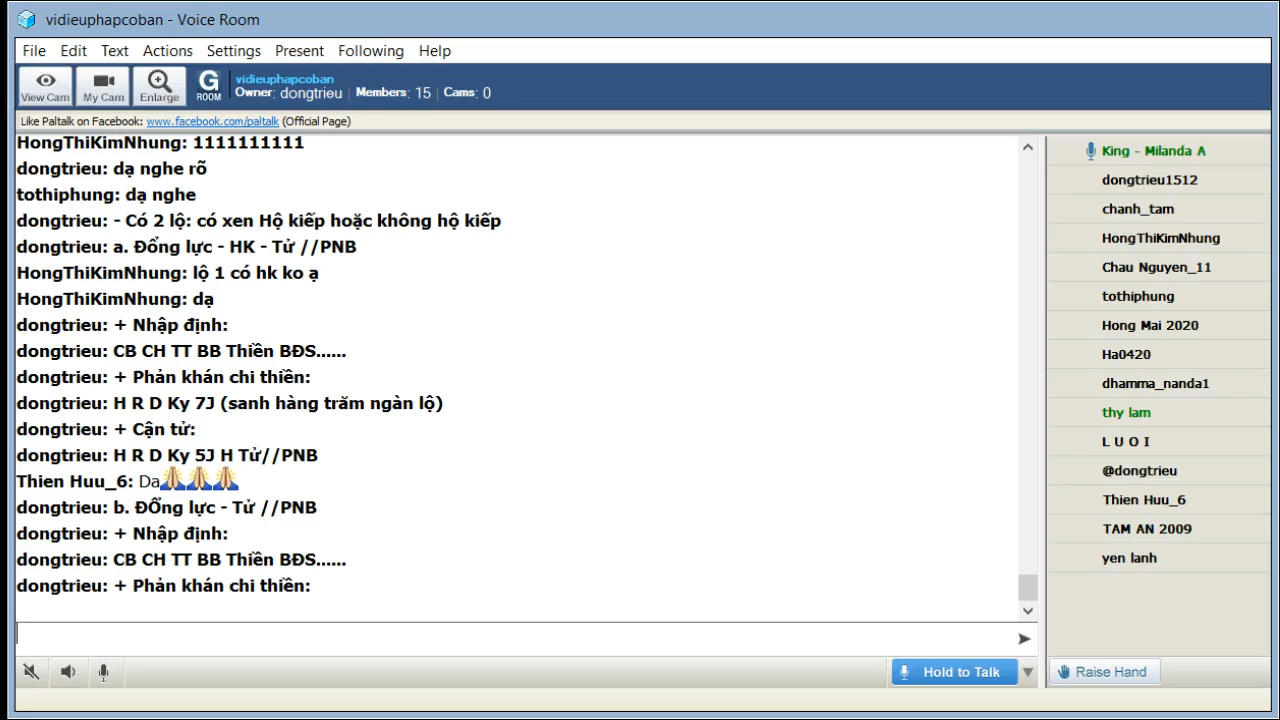 vidieuphapcoban - Voice Room
File Edit Text Actions Settings Present Following Help
View Cam My Cam Enlarge G ROOM
vidieuphapcoban
Owner: dongtrieu Members: 15 Cams: 0
Like Paltalk on Facebook: www.facebook.com/paltalk (Official Page)
HongThiKimNhung: 1111111111
dongtrieu: dạ nghe rõ
tothiphung: dạ nghe
dongtrieu: - Có 2 lộ: có xen Hộ kiếp hoặc không hộ kiếp
dongtrieu: a. Đổng lực - HK - Tử //PNB
HongThiKimNhung: lộ 1 có hk ko ạ
HongThiKimNhung: dạ
dongtrieu: + Nhập định:
dongtrieu: CB CH TT BB Thiền BĐS......
dongtrieu: + Phản khán chi thiền:
dongtrieu: H R D Ky 7J (sanh hàng trăm ngàn lộ)
dongtrieu: + Cận tử:
dongtrieu: H R D Ky 5J H Tử//PNB
Thien Huu_6: Da🙏🙏🙏
dongtrieu: b. ĐỔng lực - Tử //PNB
dongtrieu: + Nhập định:
dongtrieu: CB CH TT BB Thiền BĐS......
dongtrieu: + Phản khán chi thiền:
King - Milanda A
dongtrieu1512
chanh_tam
HongThiKimNhung
Chau Nguyen_11
tothiphung
Hong Mai 2020
Ha0420
dhamma_nanda1
thy lam
L U O I
@dongtrieu
Thien Huu_6
TAM AN 2009
yen lanh
Hold to Talk
Raise Hand